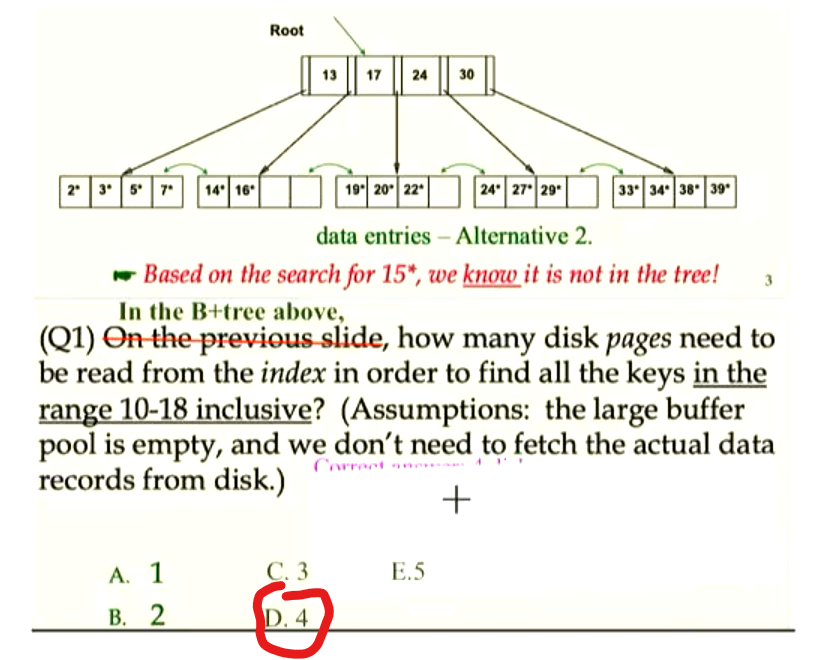 Root
13 17 24 30
2* 3* 5* 7* 14* 16* 19* 20* 22* 24* 27* 29* 33* 34* 38* 39*
data entries – Alternative 2.
☛ Based on the search for 15*, we know it is not in the tree!
3
In the B+tree above,
(Q1) On the previous slide, how many disk pages need to
be read from the index in order to find all the keys in the
range 10-18 inclusive? (Assumptions: the large buffer
pool is empty, and we don't need to fetch the actual data
records from disk.)
A. 1 C. 3 E.5
B. 2 D. 4